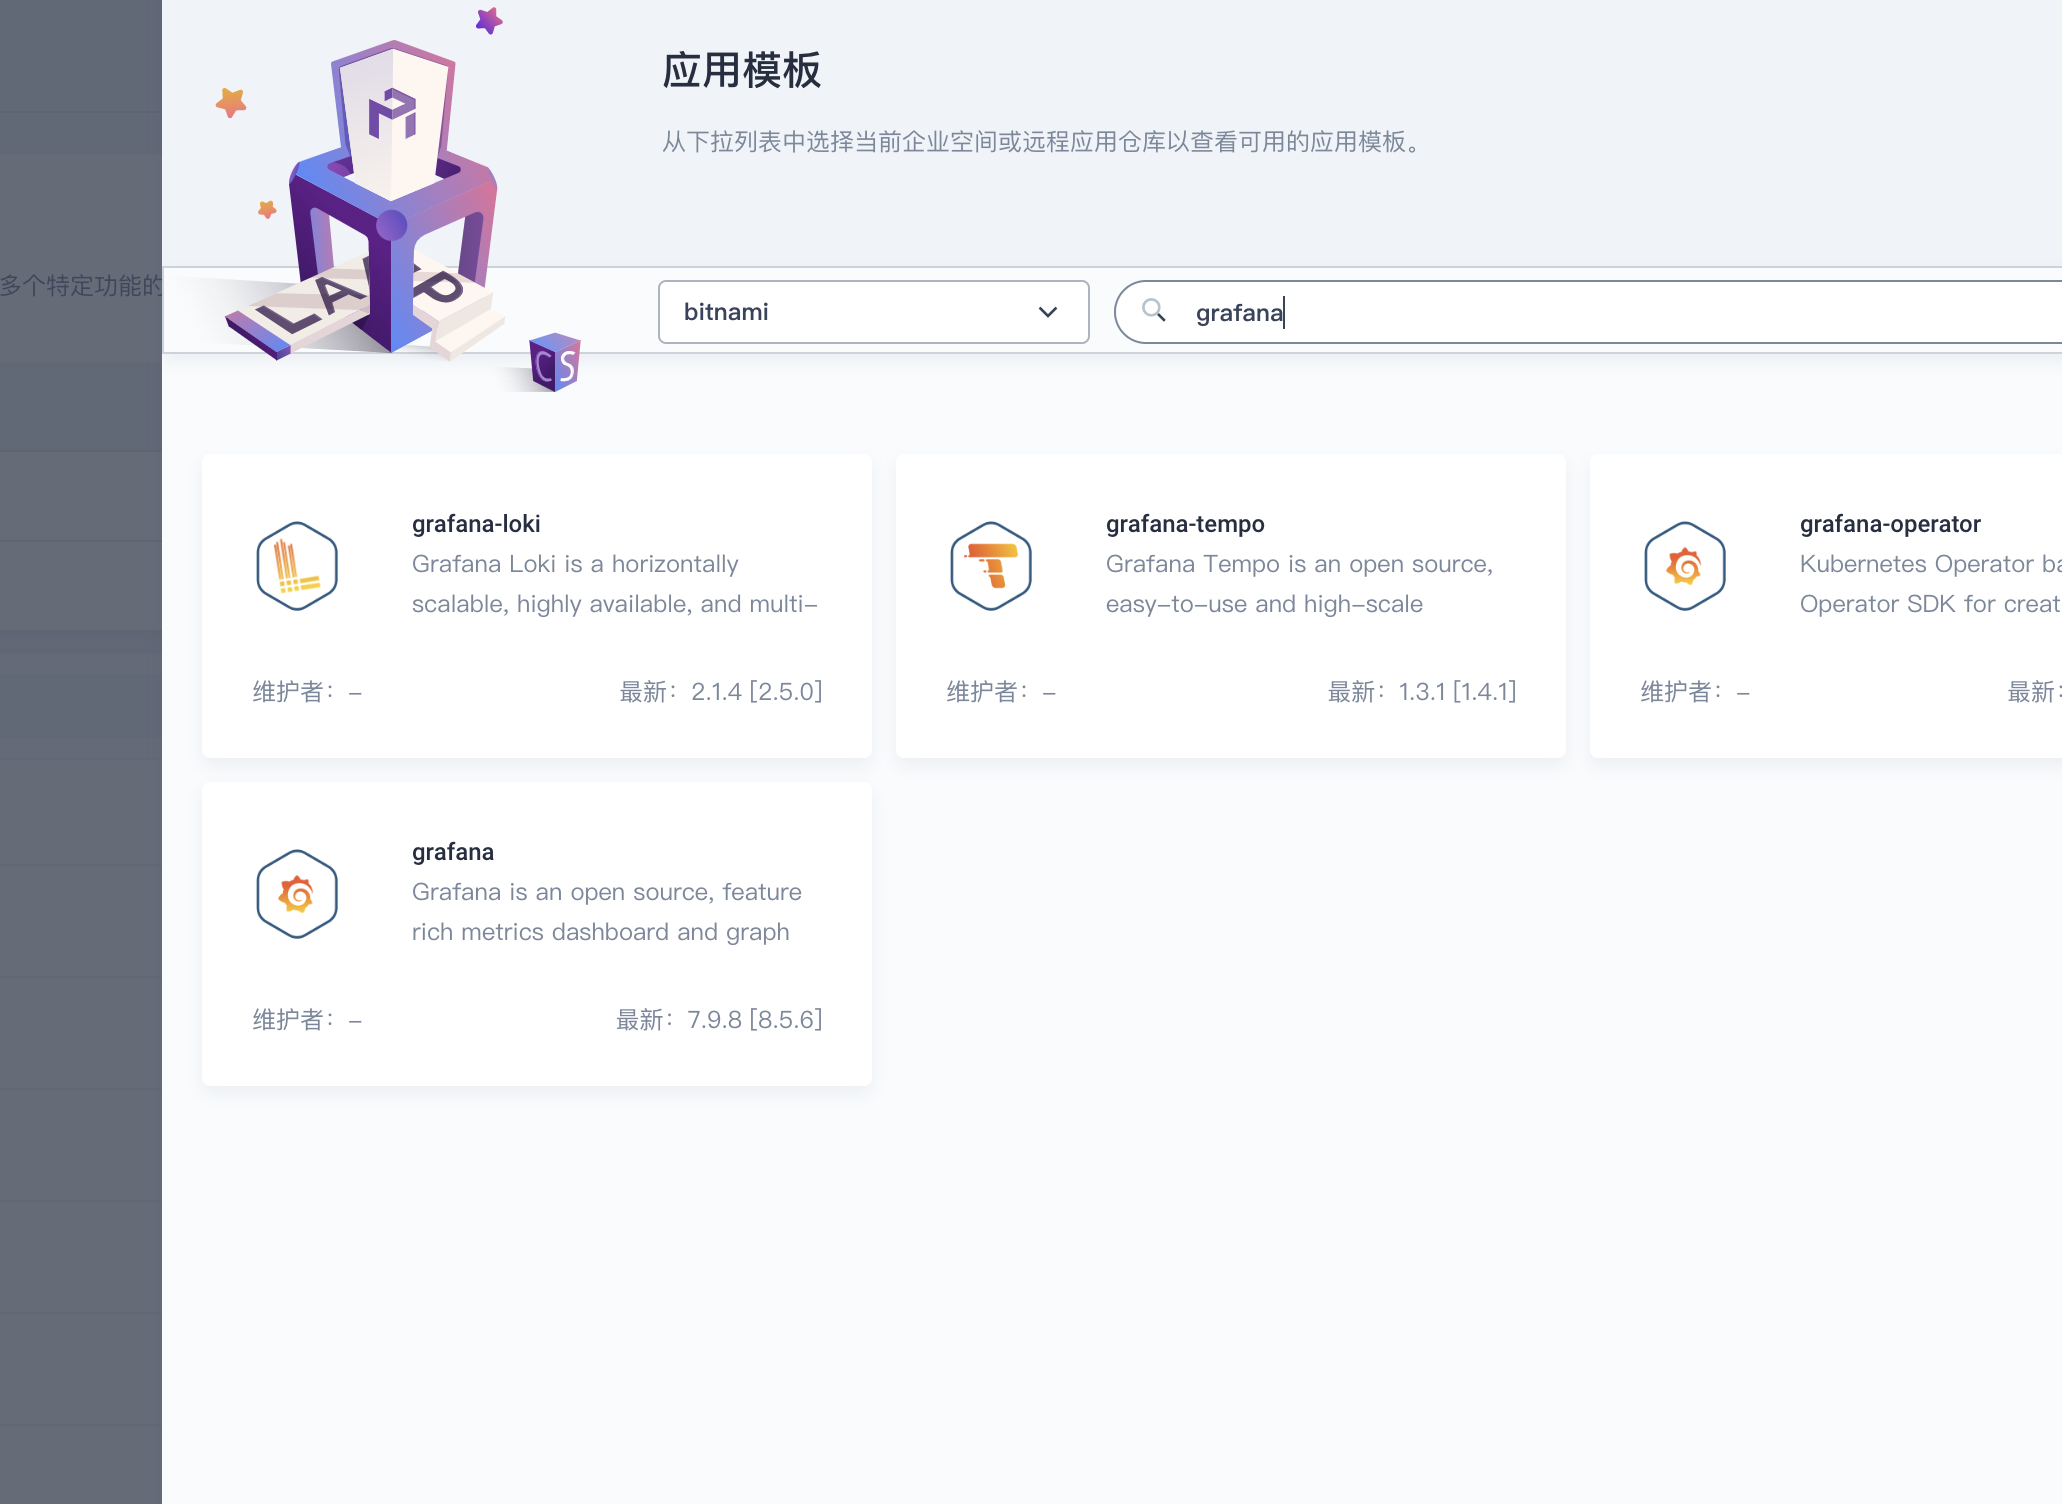 应用模板
从下拉列表中选择当前企业空间或远程应用仓库以查看可用的应用模板。
多个特定功能的
LAPP
bitnami
grafana
CS
grafana-loki
Grafana Loki is a horizontally
scalable, highly available, and multi-
维护者：-
最新：2.1.4 [2.5.0]
grafana-tempo
Grafana Tempo is an open source,
easy-to-use and high-scale
维护者：-
最新：1.3.1 [1.4.1]
grafana-operator
Kubernetes Operator ba
Operator SDK for creat
维护者：-
最新：
grafana
Grafana is an open source, feature
rich metrics dashboard and graph
维护者：-
最新：7.9.8 [8.5.6]